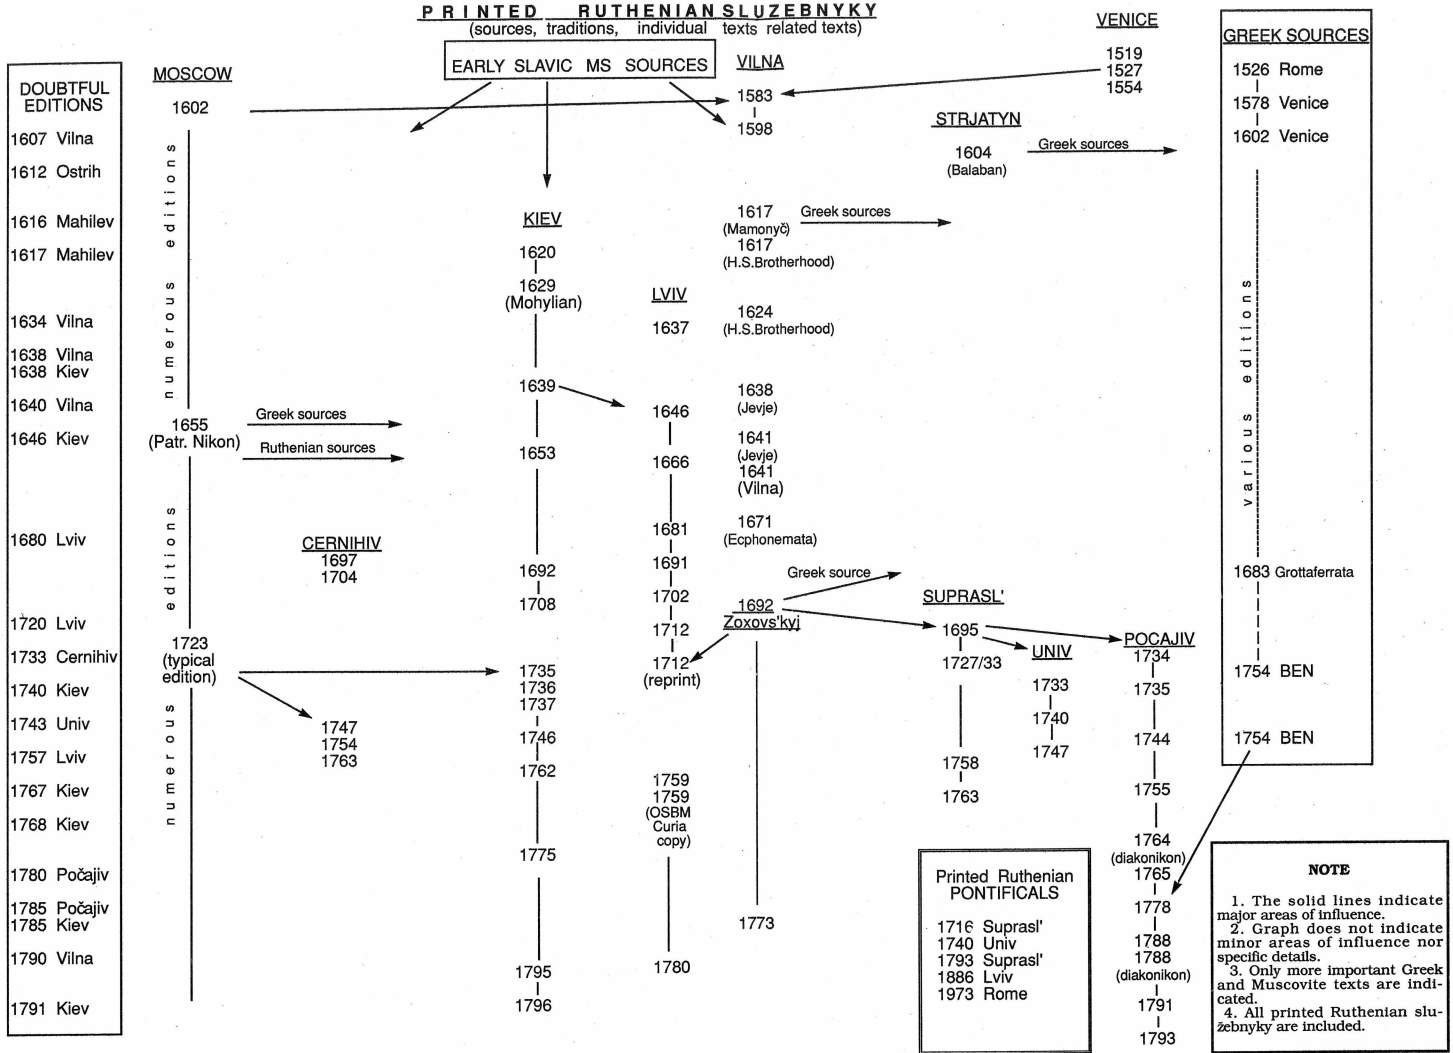 PRINTED RUTHENIAN SLUZEBNYKY
(sources, traditions, individual texts related texts)
EARLY SLAVIC MS SOURCES
DOUBTFUL
EDITIONS
1607 Vilna
1612 Ostrih
1616 Mahilev
1617 Mahilev
1634 Vilna
1638 Vilna
1638 Kiev
1640 Vilna
1646 Kiev
1680 Lviv
1720 Lviv
1733 Cernihiv
1740 Kiev
1743 Univ
1757 Lviv
1767 Kiev
1768 Kiev
1780 Počajiv
1785 Počajiv
1785 Kiev
1790 Vilna
1791 Kiev
MOSCOW
1602
numerous editions
1655
(Patr. Nikon)
Greek sources
Ruthenian sources
numerous editions
1723
(typical
edition)
CERNIHIV
1697
1704
1747
1754
1763
KIEV
1620
1629
(Mohylian)
1639
1653
1692
1708
1735
1736
1737
1746
1762
1775
1795
1796
LVIV
1637
1646
1666
1681
1691
1702
1712
1712
(reprint)
1759
1759
(OSBM
Curia
copy)
1780
VILNA
1583
1598
1617
(Mamonyč)
Greek sources
1617
(H.S.Brotherhood)
1624
(H.S.Brotherhood)
1638
(Jevje)
1641
(Jevje)
1641
(Vilna)
1671
(Ecphonemata)
Greek source
1692
Zoxovs'kyj
1773
STRJATYN
1604
(Balaban)
Greek sources
SUPRASL'
1695
1727/33
1758
1763
UNIV
1733
1740
1747
VENICE
1519
1527
1554
POCAJIV
1734
1735
1744
1755
1764
(diakonikon)
1765
1778
1788
1788
(diakonikon)
1791
1793
GREEK SOURCES
1526 Rome
1578 Venice
1602 Venice
various editions
1683 Grottaferrata
1754 BEN
1754 BEN
Printed Ruthenian
PONTIFICALS
1716 Suprasl'
1740 Univ
1793 Suprasl'
1886 Lviv
1973 Rome
NOTE
1. The solid lines indicate
major areas of influence.
2. Graph does not indicate
minor areas of influence nor
specific details.
3. Only more important Greek
and Muscovite texts are indi-
cated.
4. All printed Ruthenian slu-
žebnyky are included.